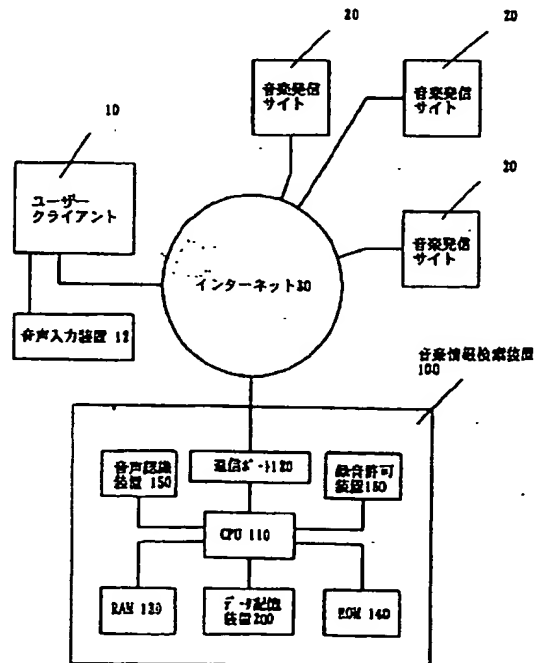 20
20
音楽発信
サイト
音楽発信
サイト
10
20
ユーザー
クライアント
音楽発信
サイト
インターネット30
音声入力装置 12
音楽情報検索装置
100
音声認識
装置 150
通信ポート120
録音許可
装置160
CPU 110
RAM 130
データ記憶
装置200
ROM 140